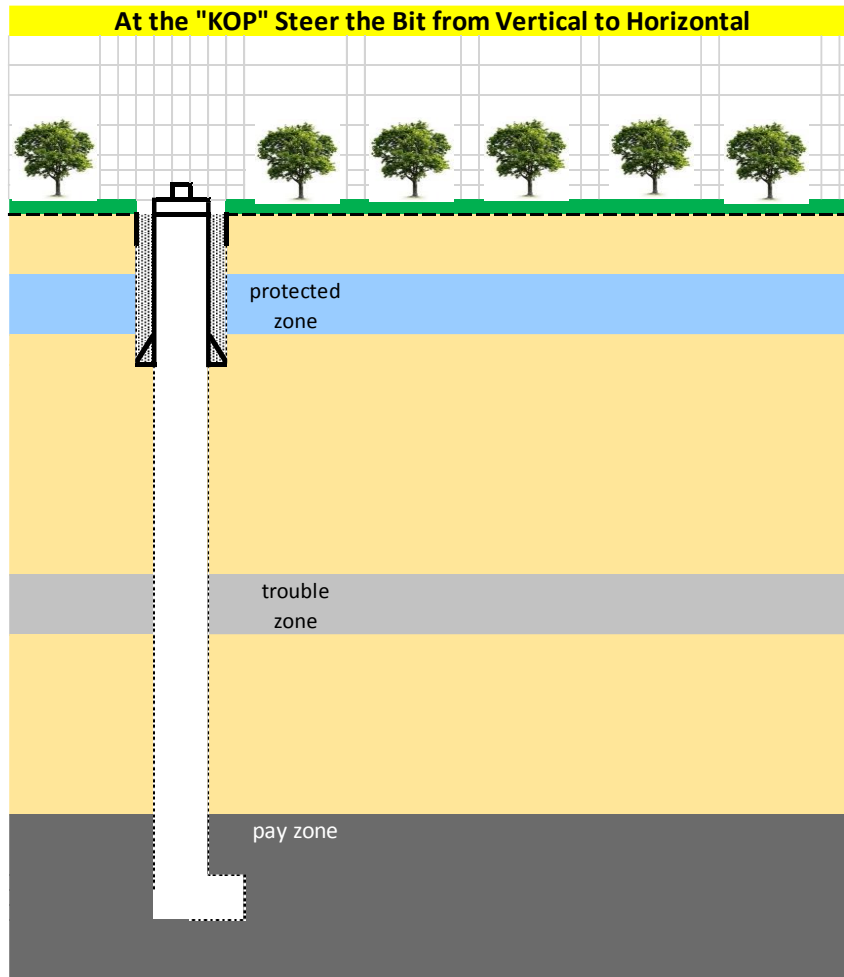 At the "KOP" Steer the Bit from Vertical to Horizontal
protected
zone
trouble
zone
pay zone